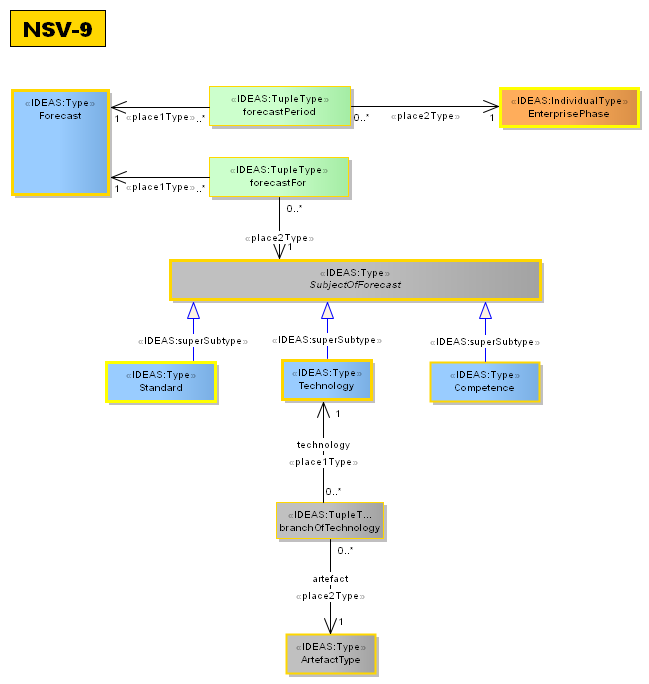 NSV-9
«IDEAS:Type»
Forecast
«IDEAS:TupleType»
forecastPeriod
«IDEAS:IndividualType»
EnterprisePhase
1 «place1Type» ..*
0..* «place2Type» 1
«IDEAS:TupleType»
forecastFor
1 «place1Type» ..*
0..*
«place2Type»
1
«IDEAS:Type»
SubjectOfForecast
«IDEAS:superSubtype»
«IDEAS:superSubtype»
«IDEAS:superSubtype»
«IDEAS:Type»
Standard
«IDEAS:Type»
Technology
«IDEAS:Type»
Competence
1
technology
«place1Type»
0..*
«IDEAS:TupleT...
branchOfTechnology
0..*
artefact
«place2Type»
1
«IDEAS:Type»
ArtefactType